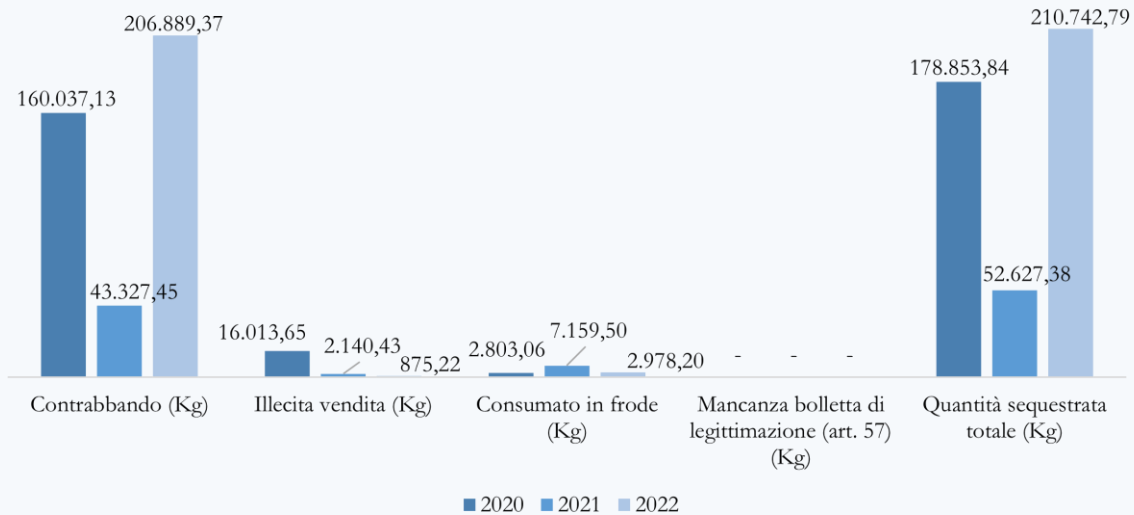 206.889,37
210.742,79
178.853,84
160.037,13
43.327,45
52.627,38
16.013,65
2.140,43
875,22
2.803,06
7.159,50
2.978,20
- - -
Contrabbando (Kg)
Illecita vendita (Kg)
Consumato in frode
(Kg)
Mancanza bolletta di
legittimazione (art. 57)
(Kg)
Quantità sequestrata
totale (Kg)
2020 2021 2022